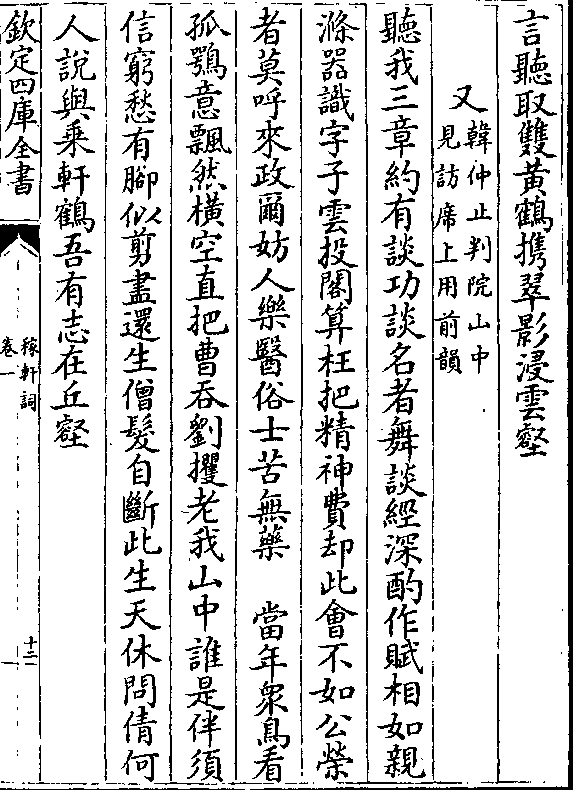 言聽取雙黃鶴携翠影浸雲壑
又韓仲止判院山中
見訪席上用前韻
聽我三章約有談功談名者舞談經深酌作賦相如親
滌器識字子雲投閣算枉把精神費却此會不如公榮
者莫呼來政爾妨人樂醫俗士苦無藥　當年衆鳥看
孤鶚意飄然橫空直把曹吞劉攫老我山中誰是伴須
信窮愁有腳似剪盡還生僧髮自斷此生天休問倩何
人說與乗軒鶴吾有志在丘壑
欽定四庫全書
稼軒詞
卷一
十二